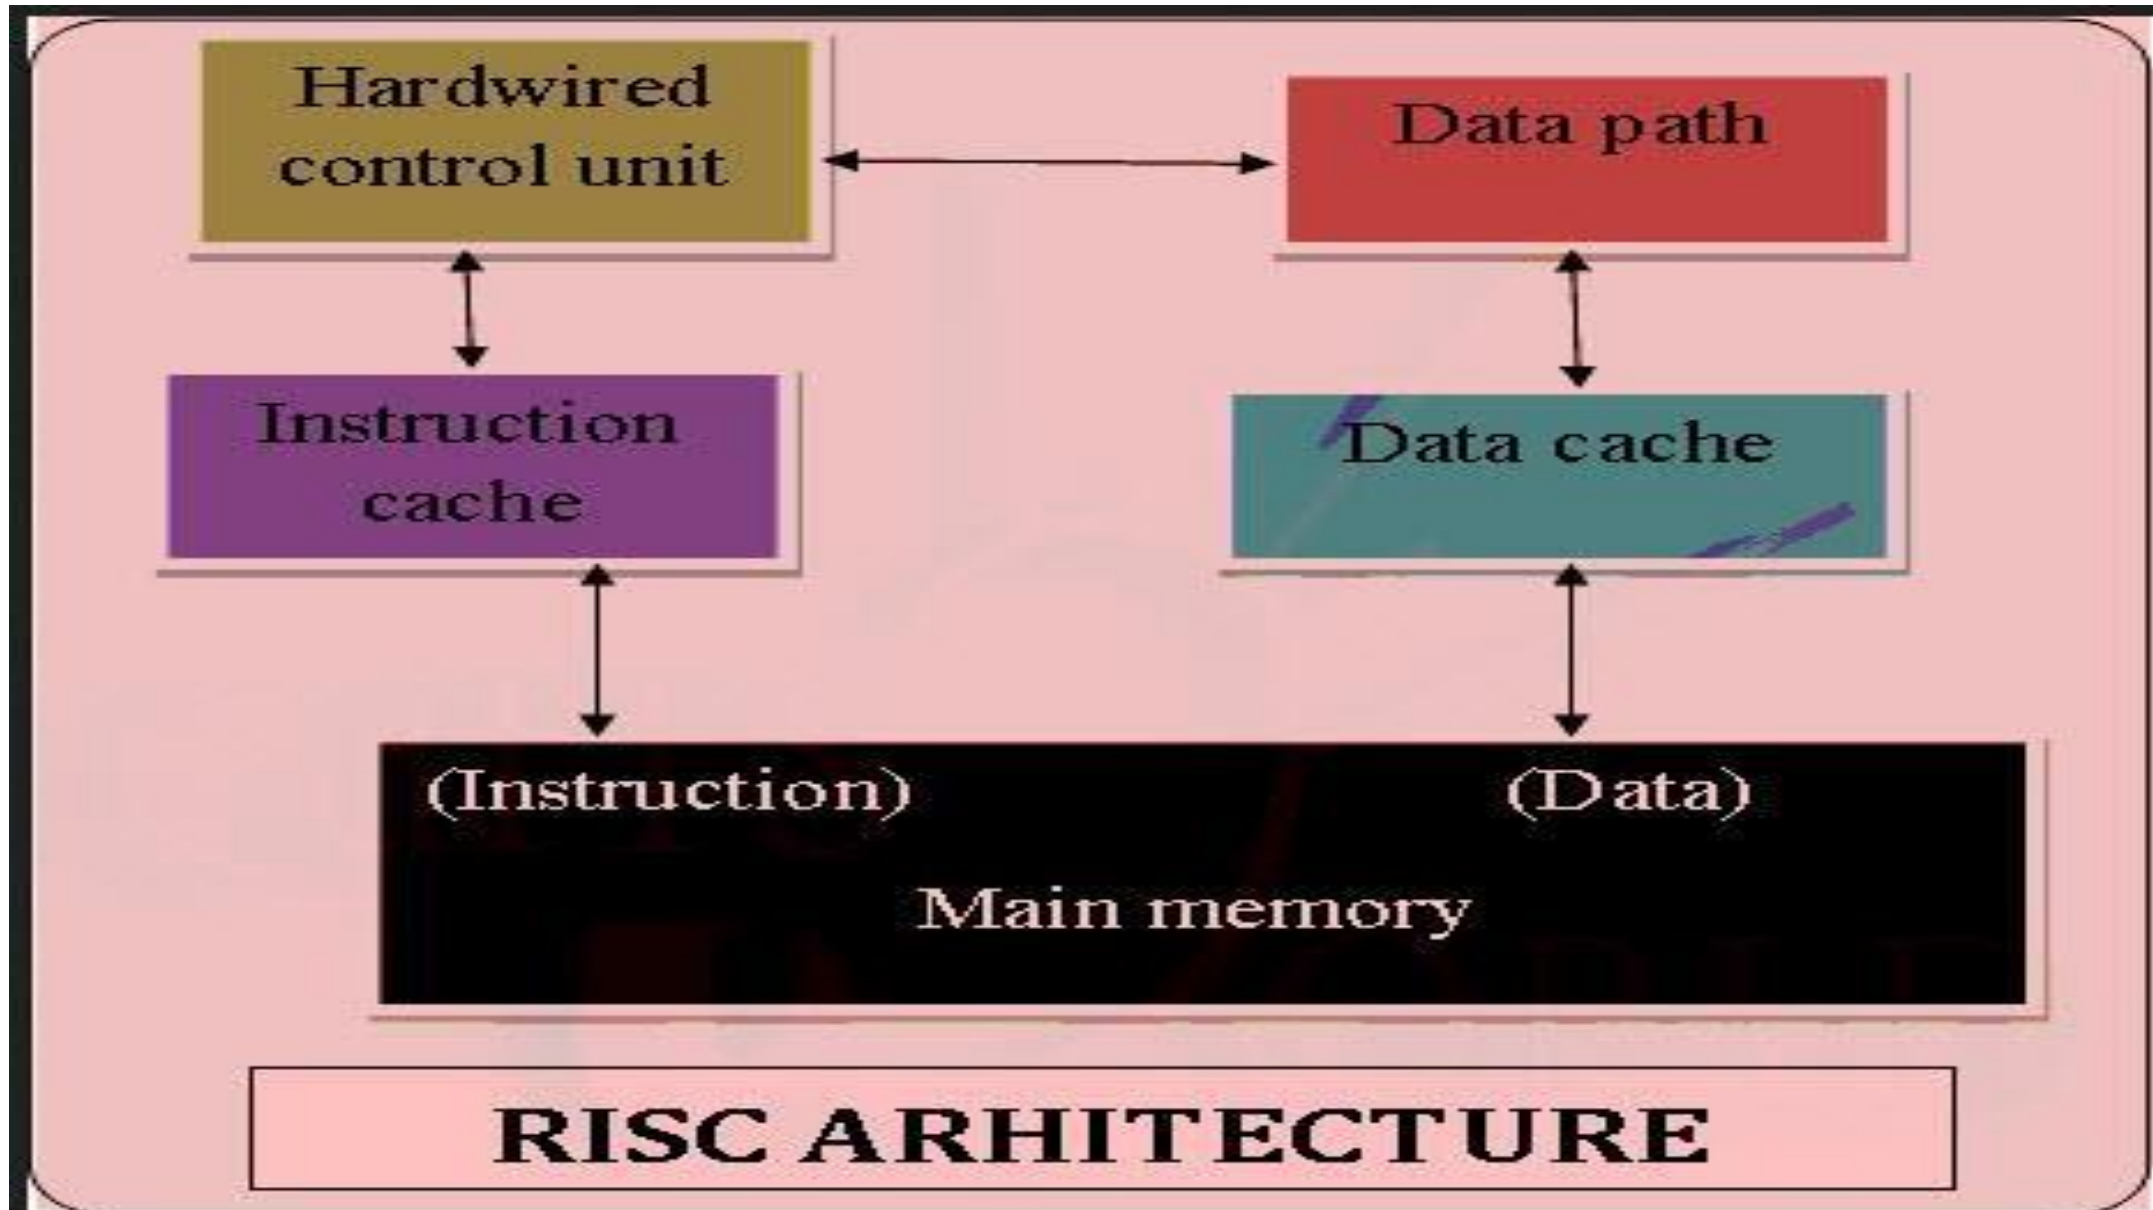 Hardwired
control unit
Data path
Instruction
cache
Data cache
(Instruction)
(Data)
Main memory
RISC ARHITECTURE